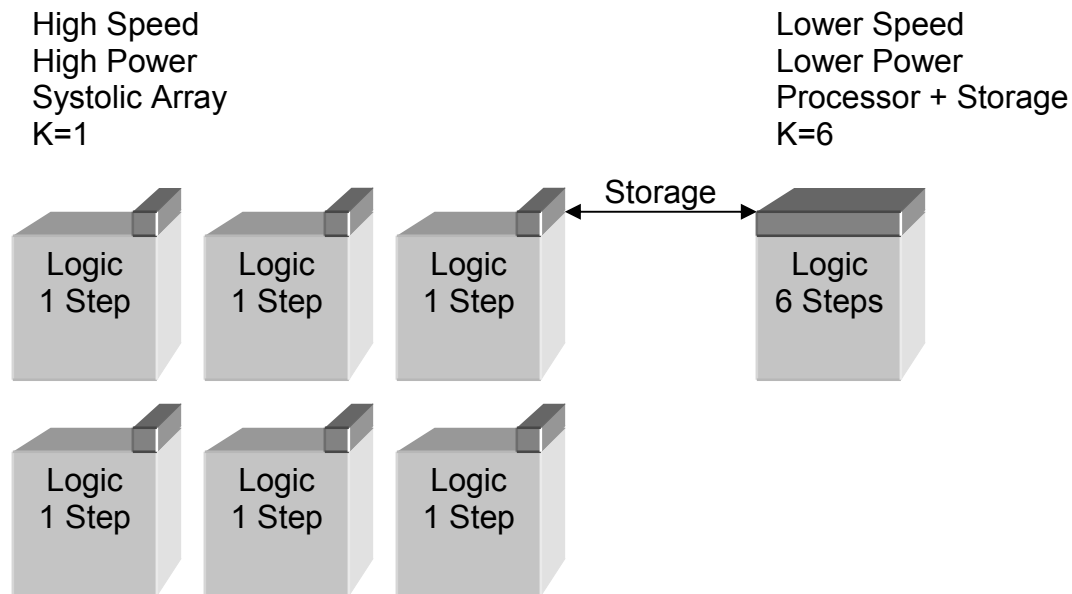 High Speed
High Power
Systolic Array
K=1
Lower Speed
Lower Power
Processor + Storage
K=6
Storage
Logic
1 Step
Logic
1 Step
Logic
1 Step
Logic
6 Steps
Logic
1 Step
Logic
1 Step
Logic
1 Step